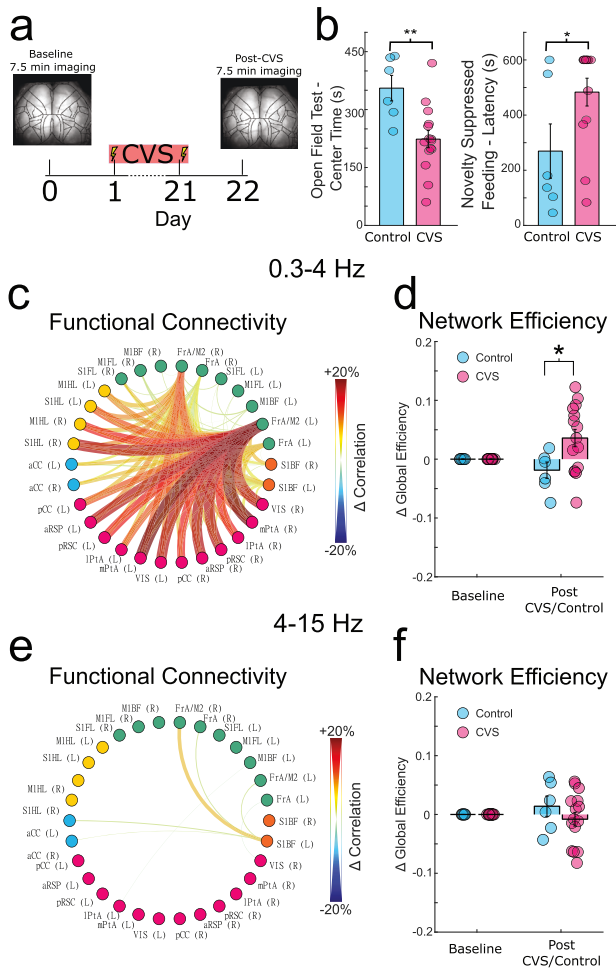 a
Baseline
7.5 min imaging
Post-CVS
7.5 min imaging
CVS
0
1
21
22
Day
b
Open Field Test -
Center Time (s)
450
300
150
0
**
Control
CVS
Novelty Suppressed
Feeding - Latency (s)
600
400
200
0
*
Control
CVS
0.3-4 Hz
c
Functional Connectivity
FrA/M2 (R)
FrA (R)
S1FL (L)
M1FL (L)
M1BF (L)
FrA/M2 (L)
FrA (L)
S1BF (R)
S1BF (L)
VIS (R)
mPtA (R)
lPtA (R)
pRSC (R)
aRSP (R)
pCC (R)
VIS (L)
mPtA (L)
lPtA (L)
pRSC (L)
aRSP (L)
pCC (L)
aCC (R)
aCC (L)
S1HL (R)
M1HL (R)
S1HL (L)
M1HL (L)
S1FL (R)
M1FL (R)
M1BF (R)
+20%
Δ Correlation
-20%
d
Network Efficiency
Control
CVS
*
Δ Global Efficiency
0.2
0.1
0
-0.1
-0.2
Baseline
Post
CVS/Control
4-15 Hz
e
Functional Connectivity
FrA/M2 (R)
FrA (R)
S1FL (L)
M1FL (L)
M1BF (L)
FrA/M2 (L)
FrA (L)
S1BF (R)
S1BF (L)
VIS (R)
mPtA (R)
lPtA (R)
pRSC (R)
aRSP (R)
pCC (R)
VIS (L)
mPtA (L)
lPtA (L)
pRSC (L)
aRSP (L)
pCC (L)
aCC (R)
aCC (L)
S1HL (R)
M1HL (R)
S1HL (L)
M1HL (L)
S1FL (R)
M1FL (R)
M1BF (R)
+20%
Δ Correlation
-20%
f
Network Efficiency
Control
CVS
Δ Global Efficiency
0.2
0.1
0
-0.1
-0.2
Baseline
Post
CVS/Control